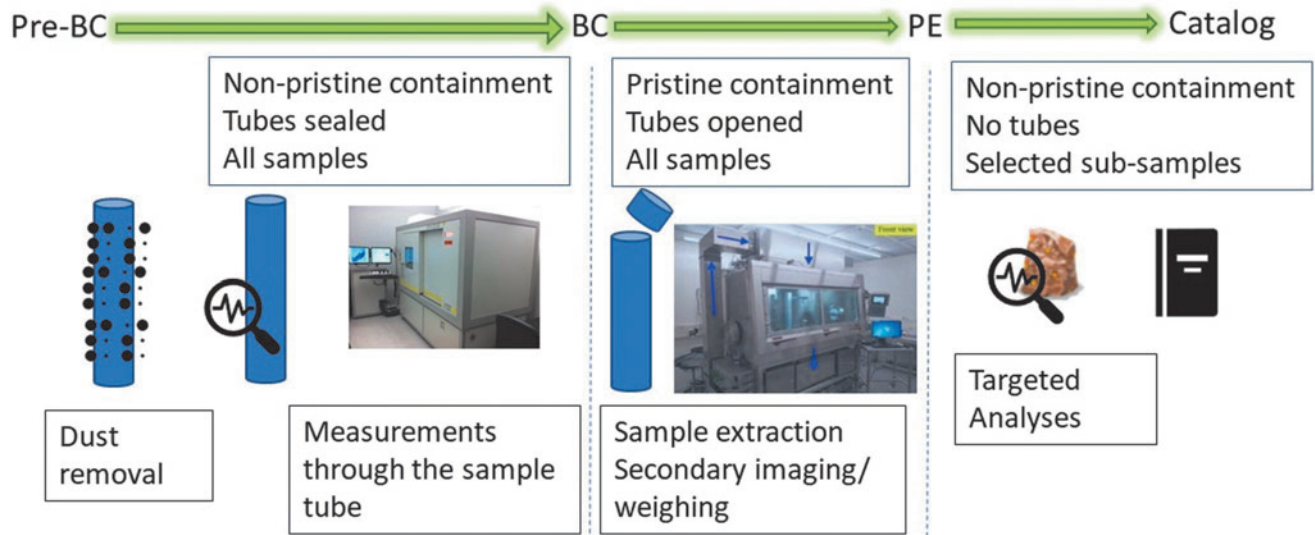 Pre-BC
BC
PE
Catalog
Non-pristine containment
Tubes sealed
All samples
Pristine containment
Tubes opened
All samples
Non-pristine containment
No tubes
Selected sub-samples
Front view
Dust
removal
Measurements
through the sample
tube
Sample extraction
Secondary imaging/
weighing
Targeted
Analyses